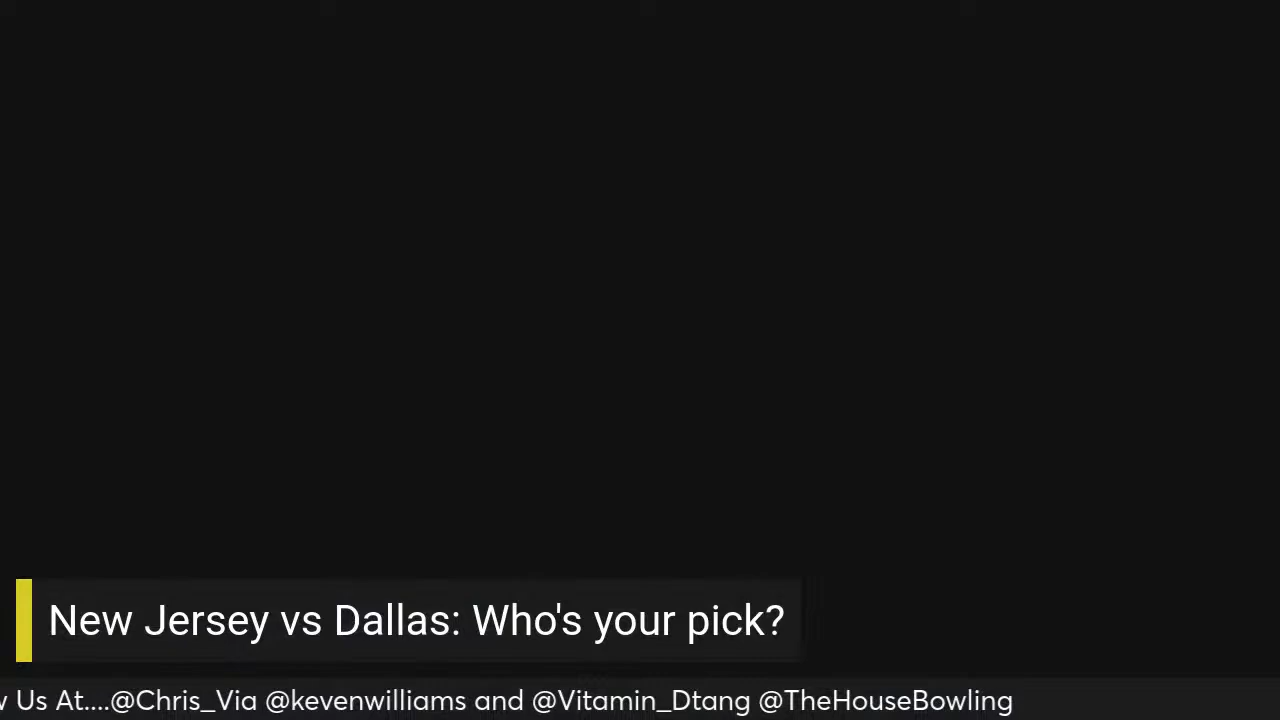 New Jersey vs Dallas: Who's your pick?
Us At....@Chris_Via @kevenwilliams and @Vitamin_Dtang @TheHouseBowling